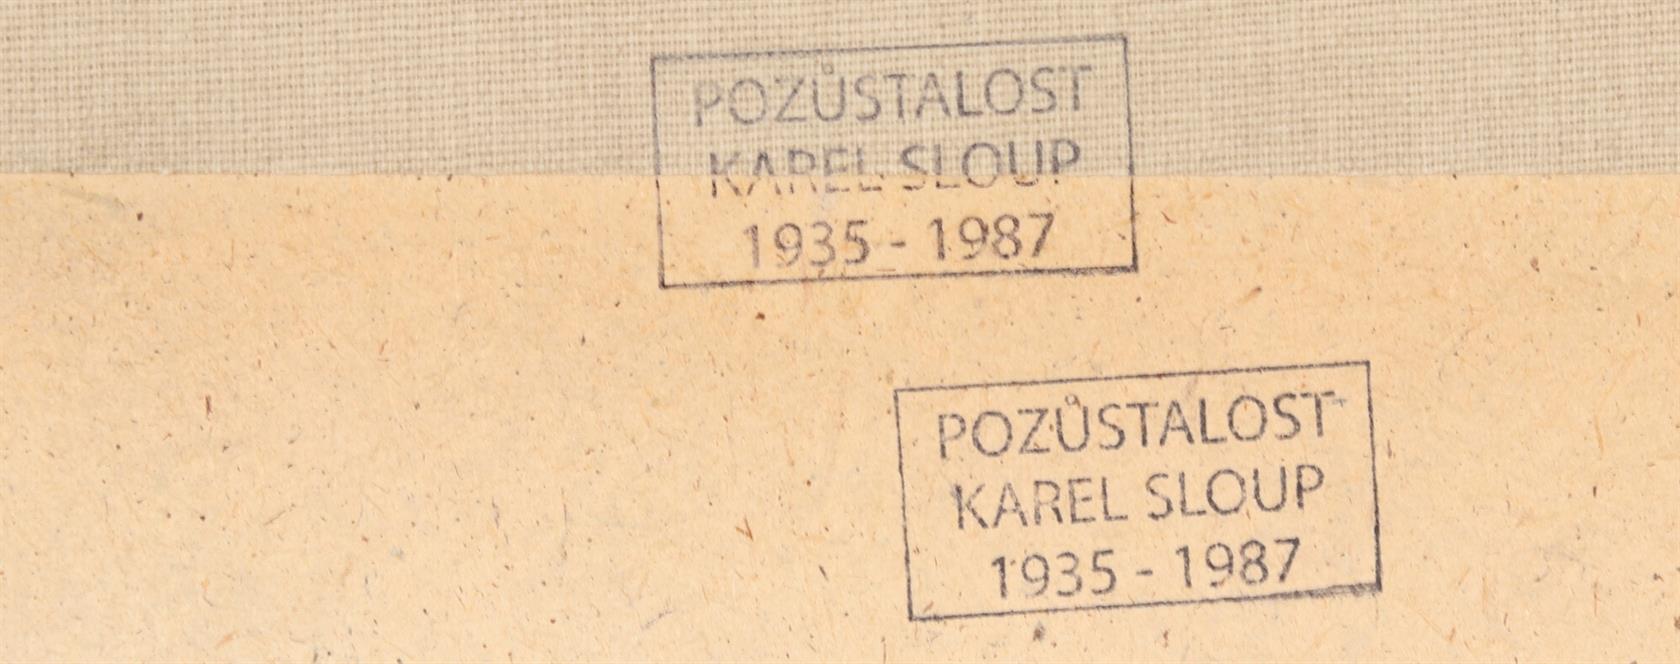 POZŮSTALOST
KAREL SLOUP
1935 - 1987
POZŮSTALOST
KAREL SLOUP
1935 - 1987